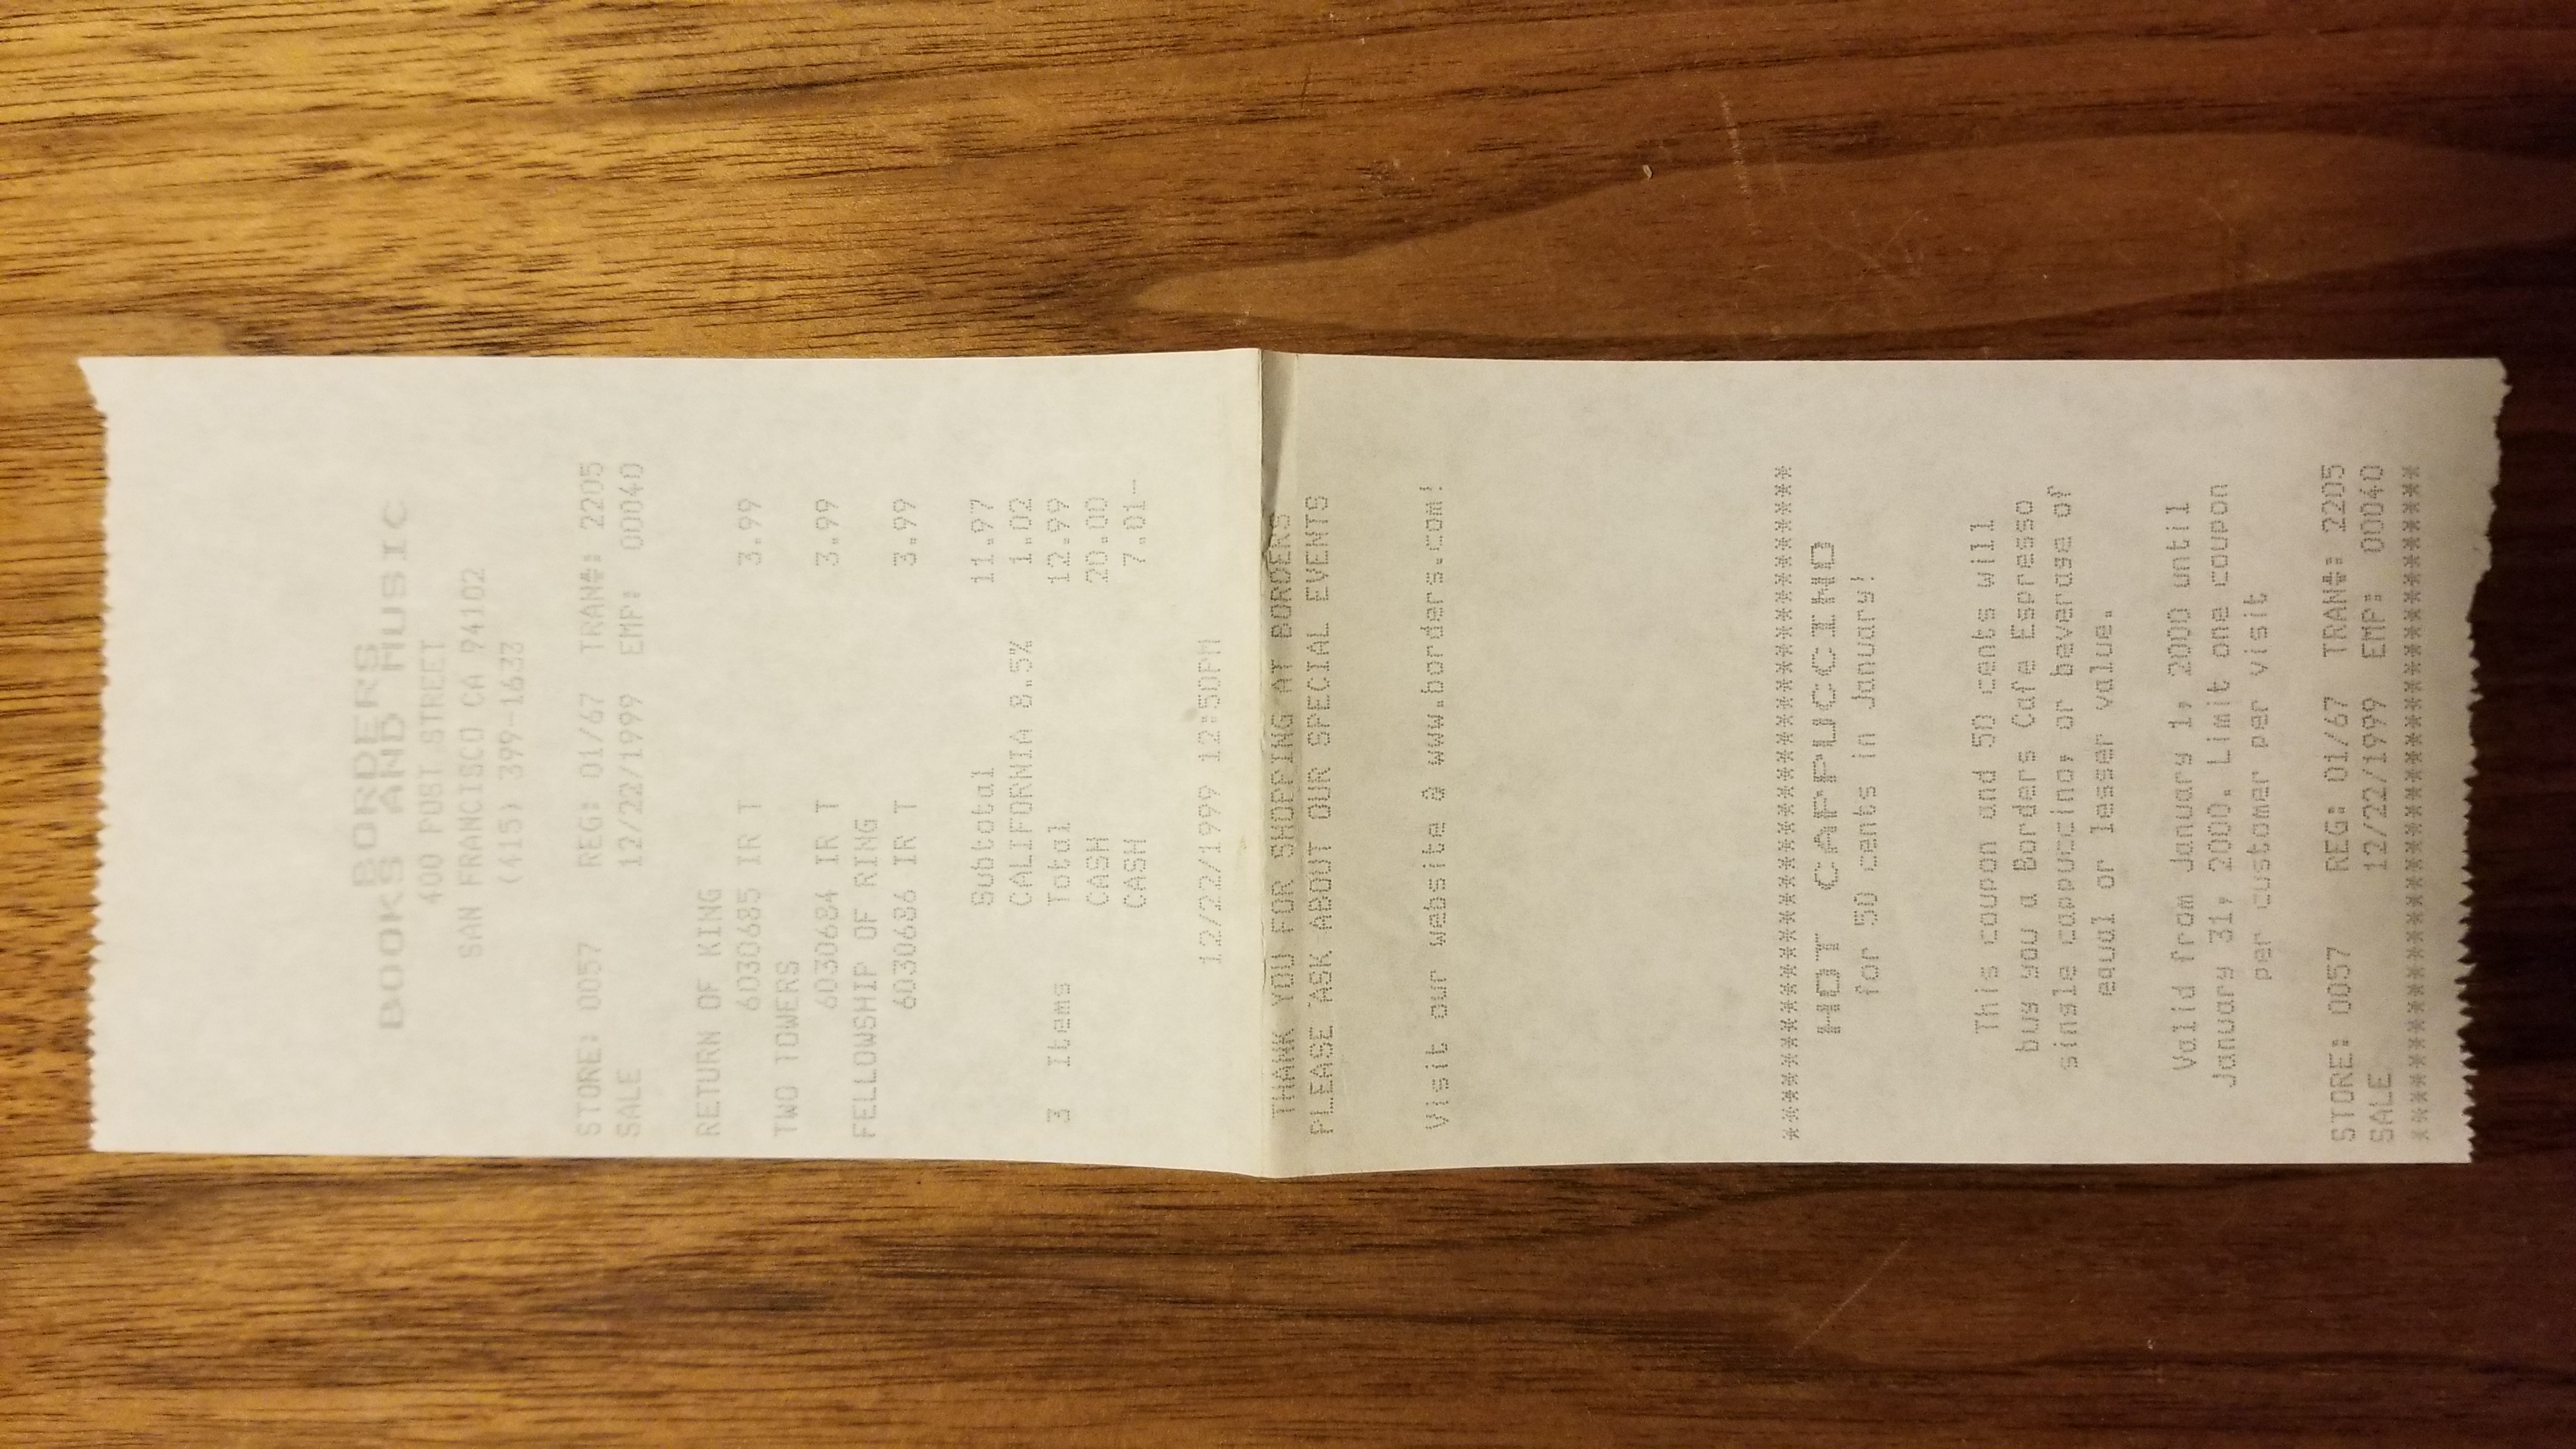 BORDERS
BOOKS AND MUSIC
400 POST STREET
SAN FRANCISCO CA 94102
(415) 399-1633
STORE: 0057 REG: 01/67 TRAN#: 2205
SALE 12/22/1999 EMP: 00040
RETURN OF KING
6030685 IR T 3.99
TWO TOWERS
6030684 IR T 3.99
FELLOWSHIP OF RING
6030686 IR T 3.99
Subtotal 11.97
CALIFORNIA 8.5% 1.02
3 Items Total 12.99
CASH 20.00
CASH 7.01-
12/22/1999 12:50PM
THANK YOU FOR SHOPPING AT BORDERS
PLEASE ASK ABOUT OUR SPECIAL EVENTS
Visit our website @ www.borders.com!
***********************************
HOT CAPPUCCINO
for 50 cents in January!
This coupon and 50 cents will
buy you a Borders Cafe Espresso
single cappuccino, or beverage of
equal or lesser value.
Valid from January 1, 2000 until
January 31, 2000. Limit one coupon
per customer per visit
STORE: 0057 REG: 01/67 TRAN#: 2205
SALE 12/22/1999 EMP: 00040
***********************************